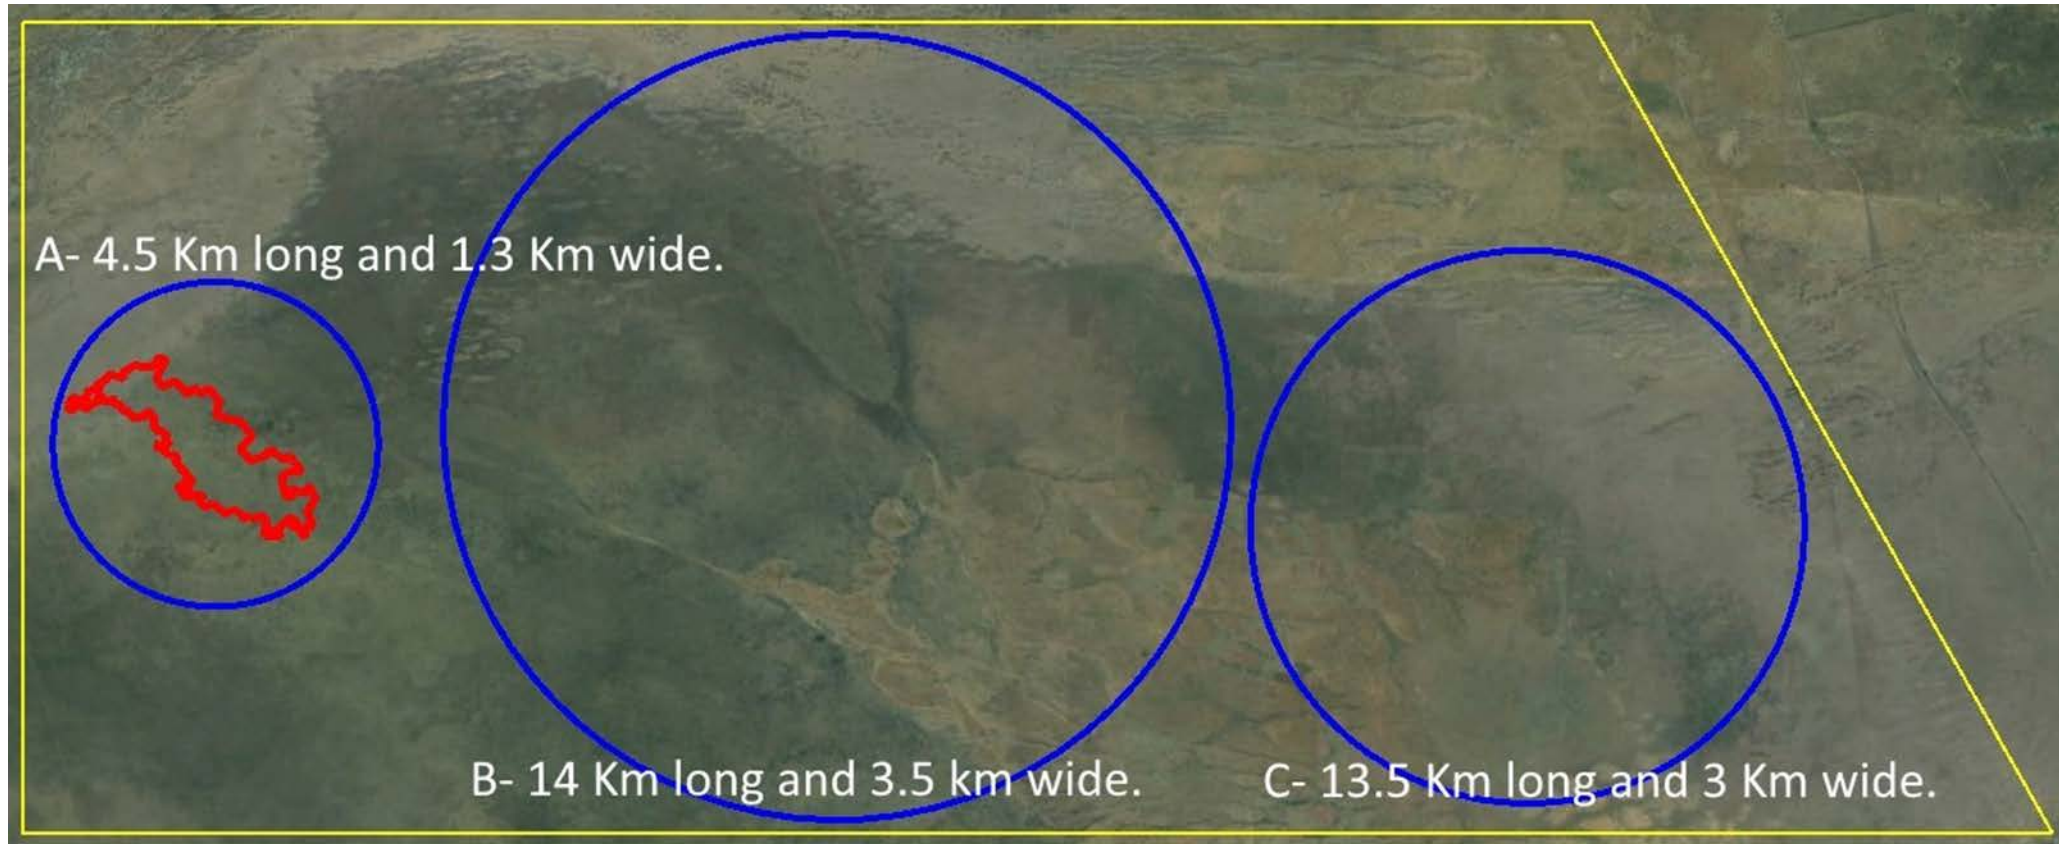 A- 4.5 Km long and 1.3 Km wide.
B- 14 Km long and 3.5 km wide.
C- 13.5 Km long and 3 Km wide.